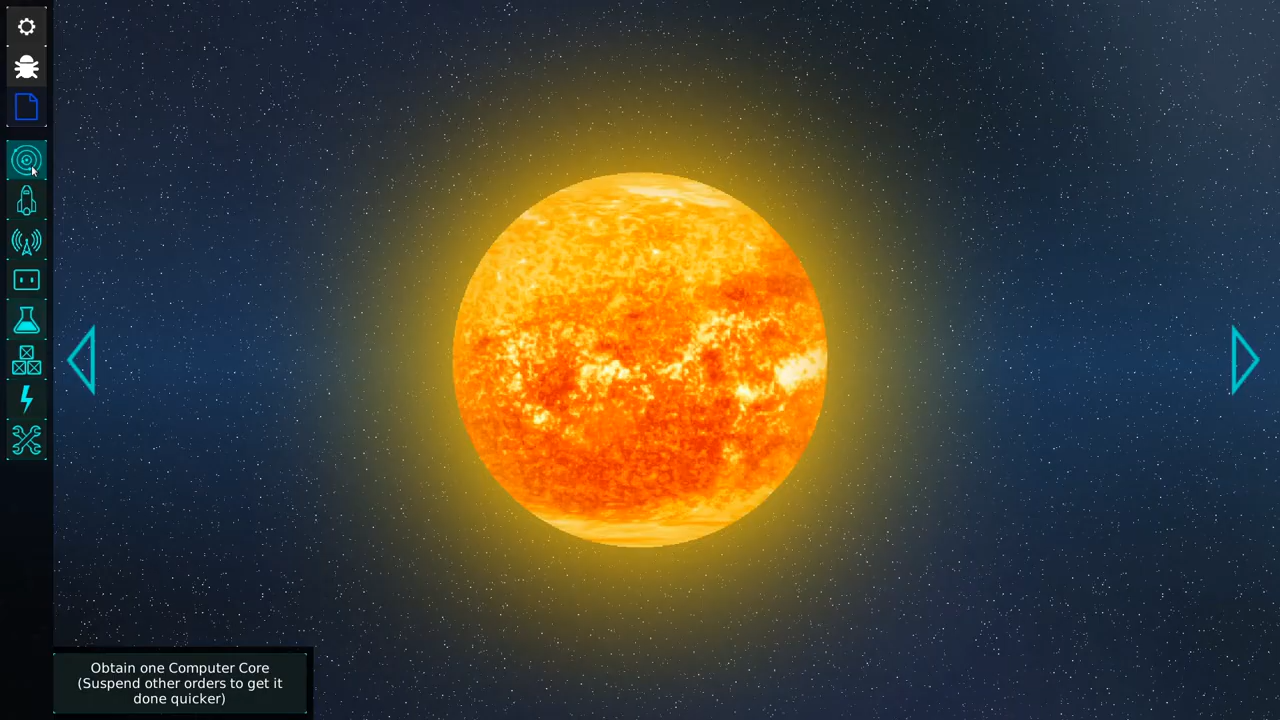 Obtain one Computer Core
(Suspend other orders to get it
done quicker)